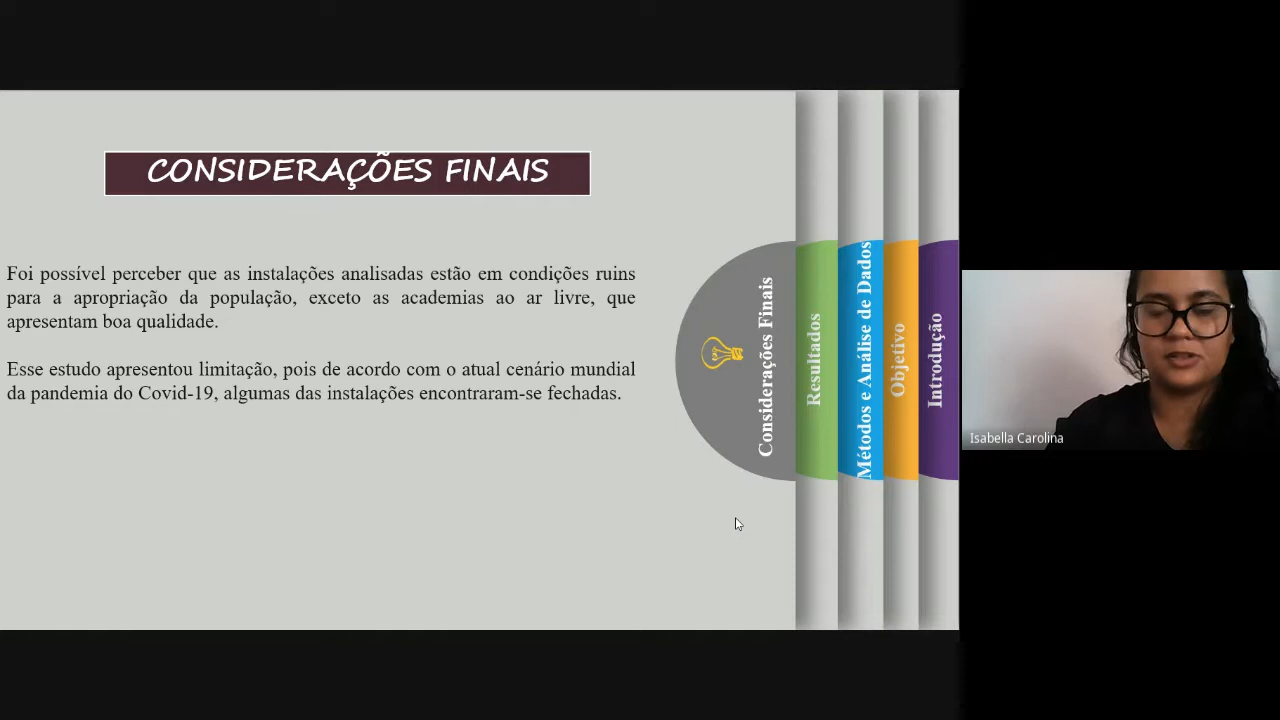 CONSIDERAÇÕES FINAIS
Foi possível perceber que as instalações analisadas estão em condições ruins
para a apropriação da população, exceto as academias ao ar livre, que
apresentam boa qualidade.
Esse estudo apresentou limitação, pois de acordo com o atual cenário mundial
da pandemia do Covid-19, algumas das instalações encontraram-se fechadas.
Considerações Finais
Resultados
Métodos e Análise de Dados
Objetivo
Introdução
Isabella Carolina